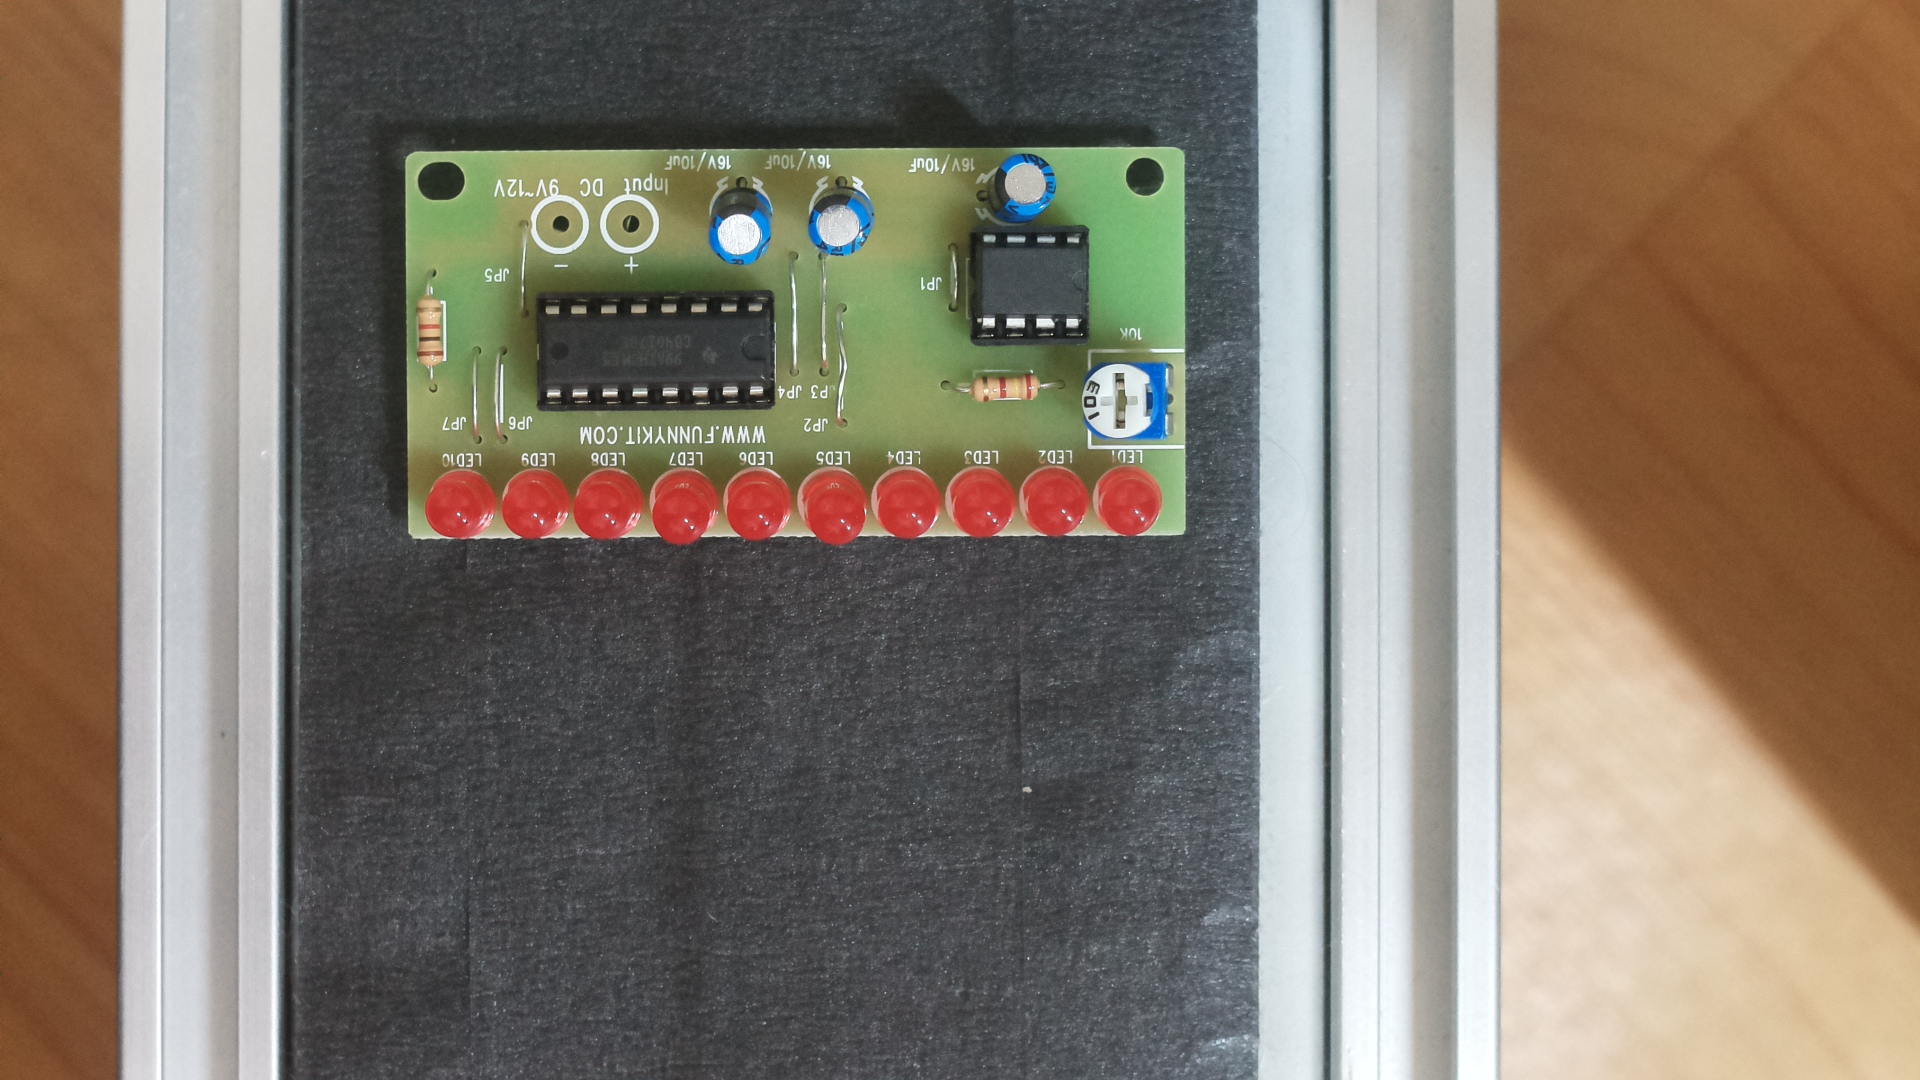 LED1 LED2 LED3 LED4 LED5 LED6 LED7 LED8 LED9 LED10
WWW.FUNNYKIT.COM
JP2
JP6
JP7
103
JP4
10K
JP1
JP5
+
-
Input DC 9V~12V
16V/10uF
16V/10uF
16V/10uF